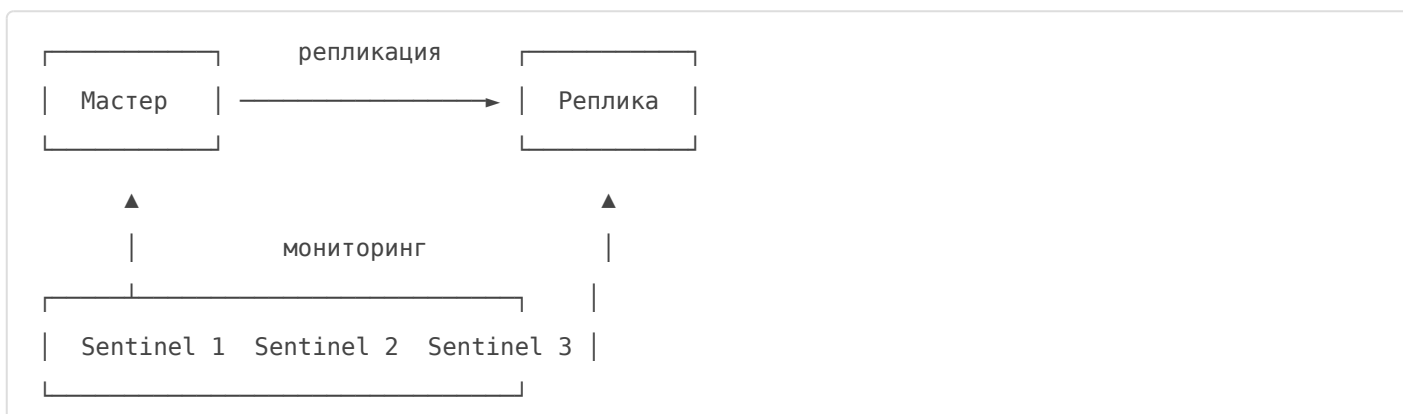 репликация
Мастер Реплика
мониторинг
Sentinel 1 Sentinel 2 Sentinel 3